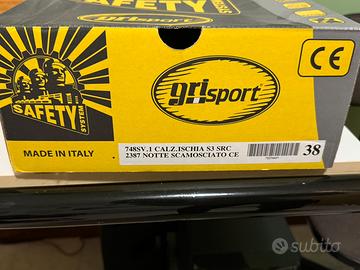 SAFETY
SAFETY
SYSTEM
MADE IN ITALY
grisport
CE
748SV.1 CALZ.ISCHIA S3 SRC
2387 NOTTE SCAMOSCIATO CE
38
subito